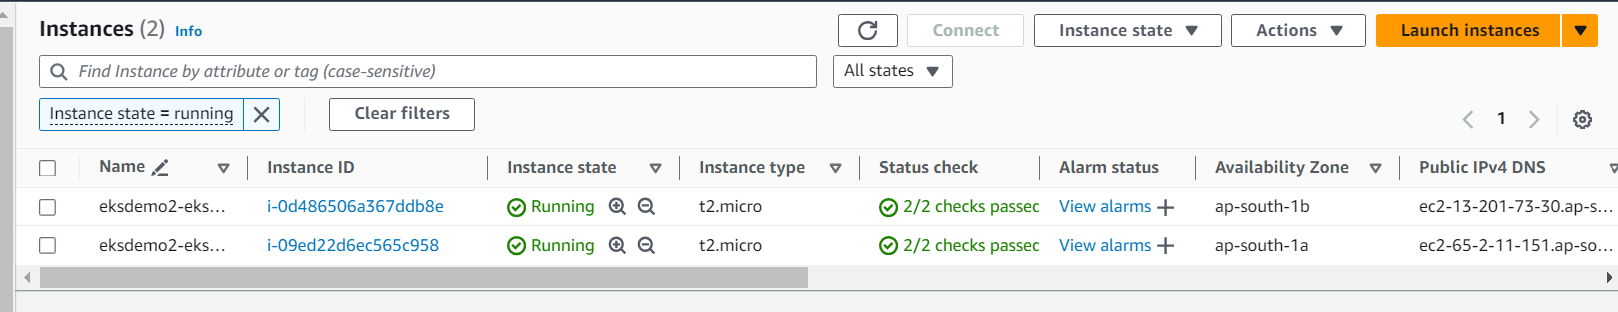 Instances (2) Info Connect Instance state Actions Launch instances
Find Instance by attribute or tag (case-sensitive) All states
Instance state = running Clear filters 1
Name Instance ID Instance state Instance type Status check Alarm status Availability Zone Public IPv4 DNS
eksdemo2-eks... i-0d486506a367ddb8e Running t2.micro 2/2 checks passec View alarms + ap-south-1b ec2-13-201-73-30.ap-s...
eksdemo2-eks... i-09ed22d6ec565c958 Running t2.micro 2/2 checks passec View alarms + ap-south-1a ec2-65-2-11-151.ap-so...